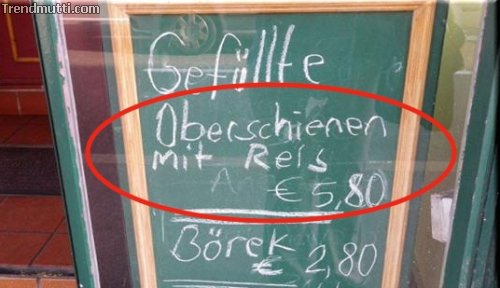 Trendmutti.com
Gefüllte
Oberschienen
mit Reis
€ 5,80
Börek € 2,80